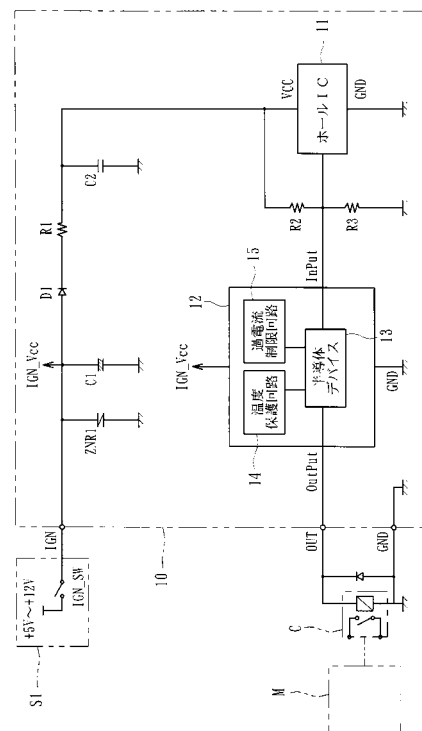 S1
+5V～+12V
IGN_SW
IGN
10
ZNR1
IGN_Vcc
C1
D1
R1
C2
IGN_Vcc
12
温度
保護回路
14
過電流
制限回路
15
半導体
デバイス
13
OutPut
InPut
GND
R2
R3
VCC
ホールIC
11
GND
OUT
GND
C
M